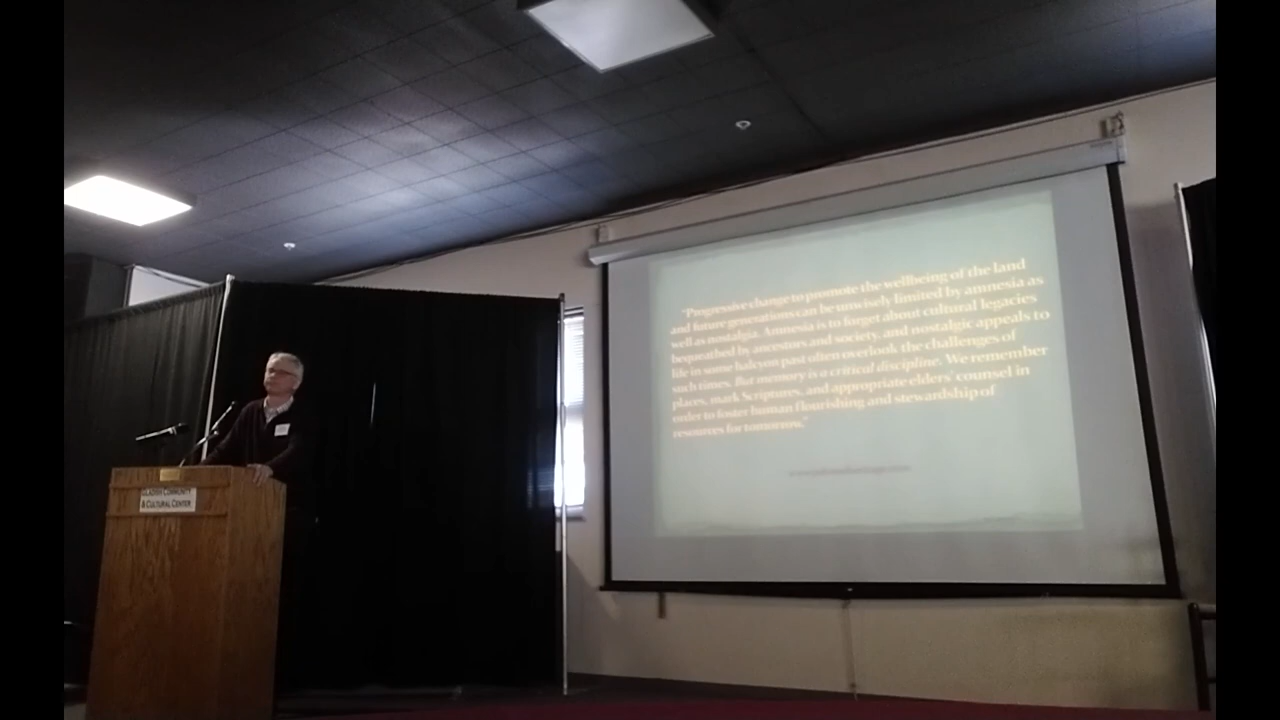 "Progressive change to promote the wellbeing of the land
and future generations can be unwisely limited by amnesia as
well as nostalgia. Amnesia is to forget about cultural legacies
bequeathed by ancestors and society, and nostalgic appeals to
life in some halcyon past often overlook the challenges of
such times. But memory is a critical discipline. We remember
places, mark Scriptures, and appropriate elders' counsel in
order to foster human flourishing and stewardship of
resources for tomorrow."
COMMUNITY
& CULTURAL CENTER